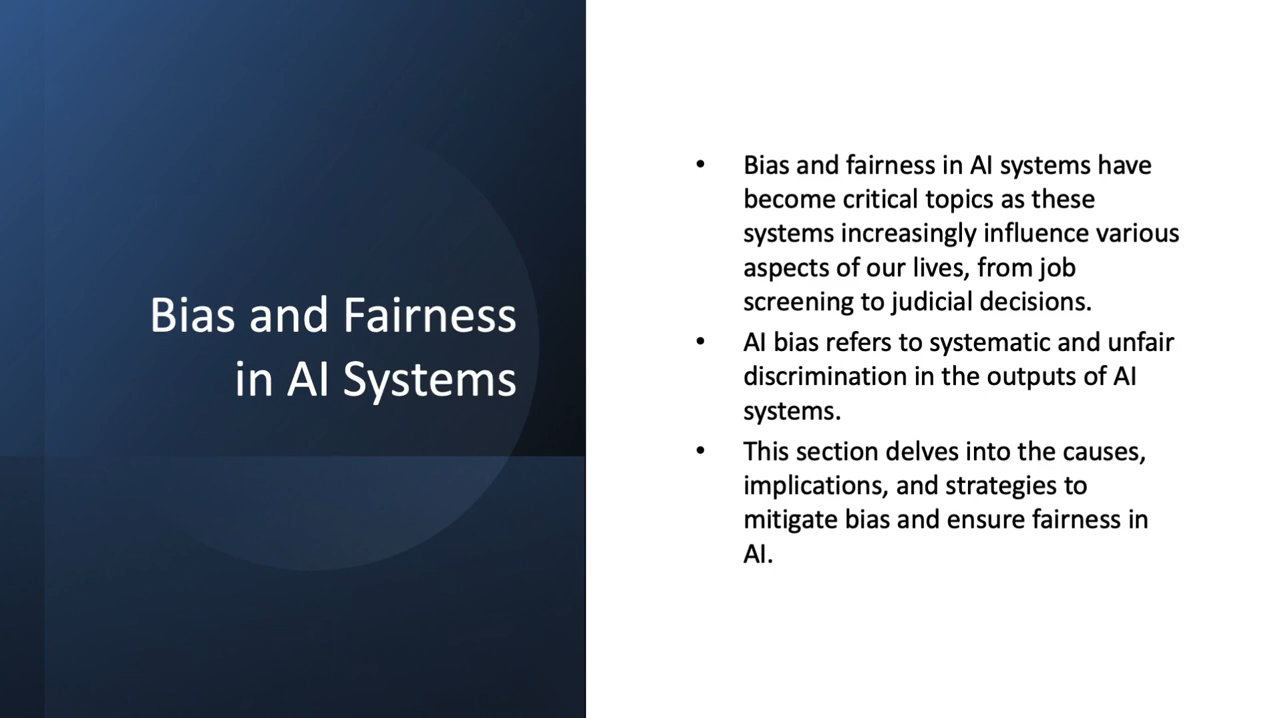 Bias and Fairness
in AI Systems
• Bias and fairness in AI systems have
become critical topics as these
systems increasingly influence various
aspects of our lives, from job
screening to judicial decisions.
• AI bias refers to systematic and unfair
discrimination in the outputs of AI
systems.
• This section delves into the causes,
implications, and strategies to
mitigate bias and ensure fairness in
AI.